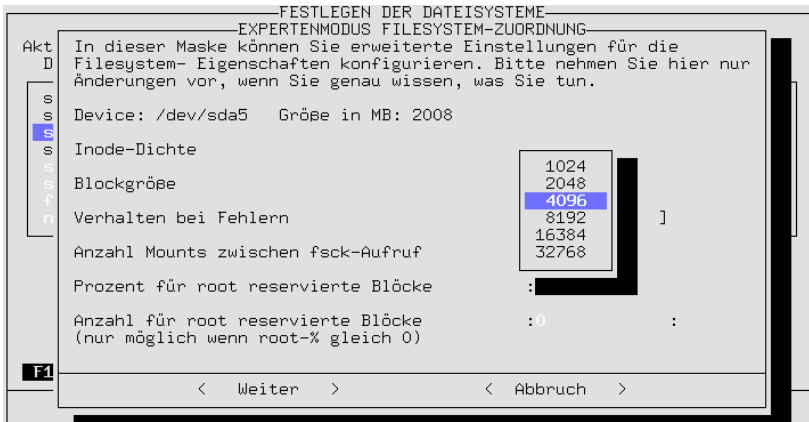 FESTLEGEN DER DATEISYSTEME
EXPERTENMODUS FILESYSTEM-ZUORDNUNG
Akt
D
In dieser Maske können Sie erweiterte Einstellungen für die
Filesystem- Eigenschaften konfigurieren. Bitte nehmen Sie hier nur
Änderungen vor, wenn Sie genau wissen, was Sie tun.
s
s
s
s
s
s
f
n
Device: /dev/sda5 Größe in MB: 2008
Inode-Dichte
Blockgröße
Verhalten bei Fehlern ]
Anzahl Mounts zwischen fsck-Aufruf
1024
2048
4096
8192
16384
32768
Prozent für root reservierte Blöcke :
Anzahl für root reservierte Blöcke :0 :
(nur möglich wenn root-% gleich 0)
F1
< Weiter > < Abbruch >